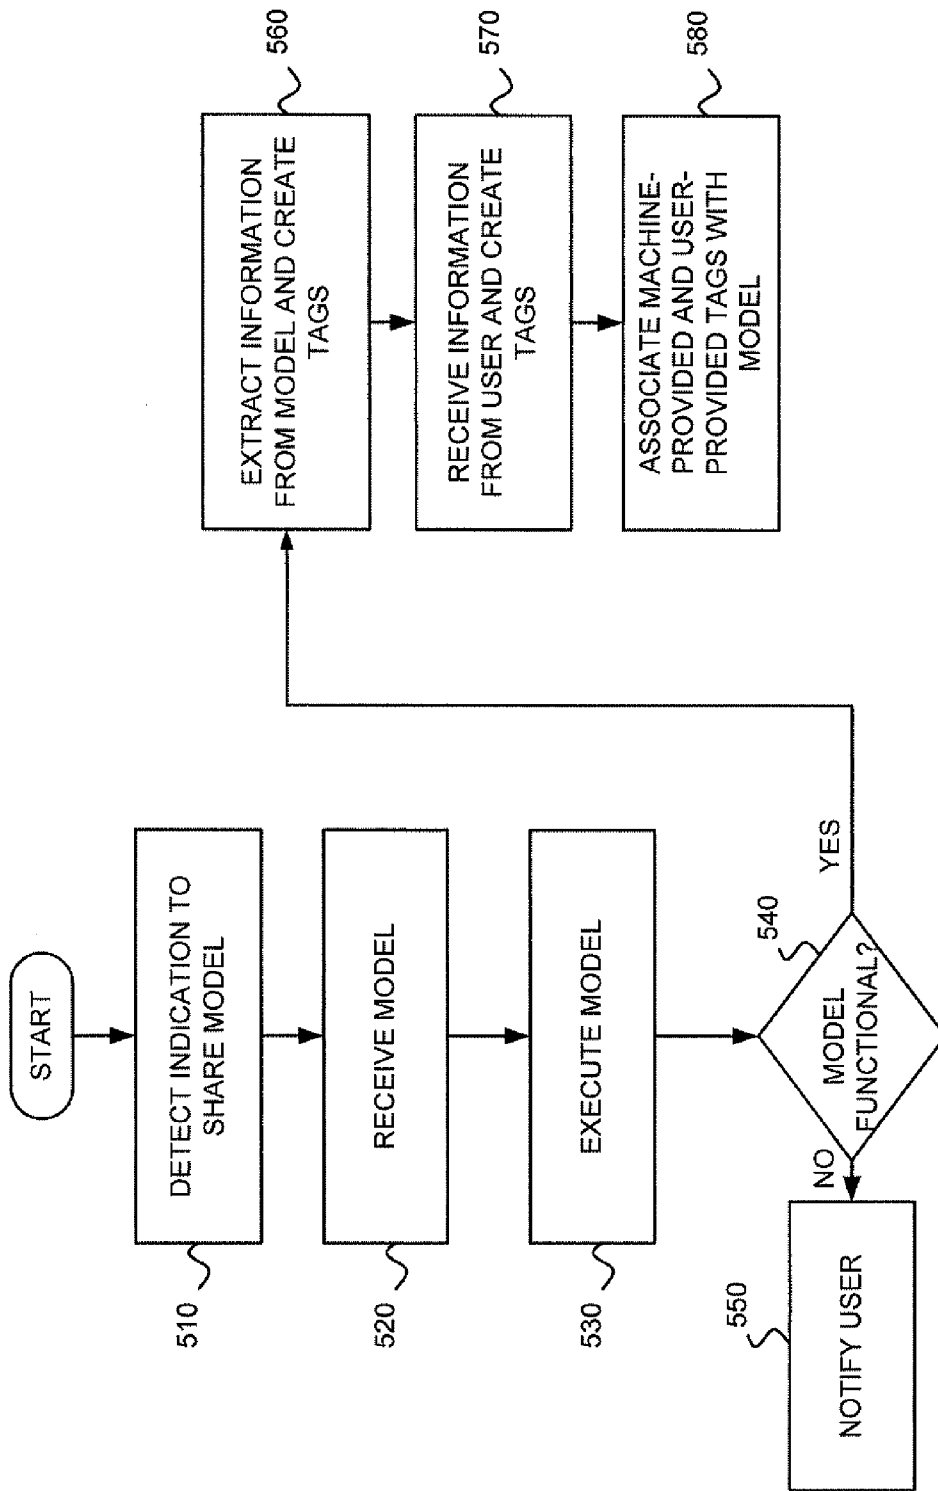 START
DETECT INDICATION TO
SHARE MODEL
510
RECEIVE MODEL
520
EXECUTE MODEL
530
MODEL
FUNCTIONAL?
540
NO
YES
NOTIFY USER
550
EXTRACT INFORMATION
FROM MODEL AND CREATE
TAGS
560
RECEIVE INFORMATION
FROM USER AND CREATE
TAGS
570
ASSOCIATE MACHINE-
PROVIDED AND USER-
PROVIDED TAGS WITH
MODEL
580